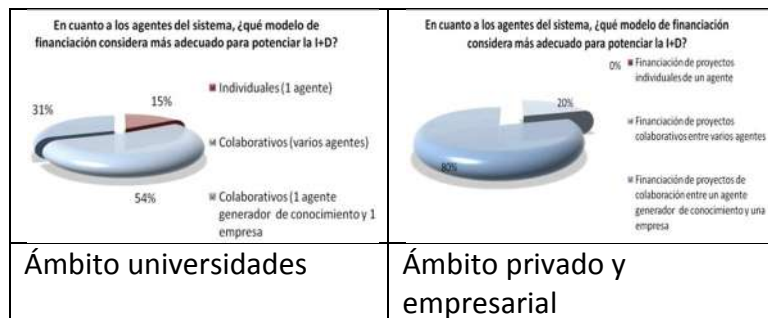 En cuanto a los agentes del sistema, ¿qué modelo de
financiación considera más adecuado para potenciar la I+D?
31%
15%
54%
Individuales (1 agente)
Colaborativos (varios agentes)
Colaborativos (1 agente
generador de conocimiento y 1
empresa
Ámbito universidades
En cuanto a los agentes del sistema, ¿qué modelo de financiación
considera más adecuado para potenciar la I+D?
0%
20%
80%
Financiación de proyectos
individuales de un agente
Financiación de proyectos
colaborativos entre varios agentes
Financiación de proyectos de
colaboración entre un agente
generador de conocimiento y una
empresa
Ámbito privado y
empresarial